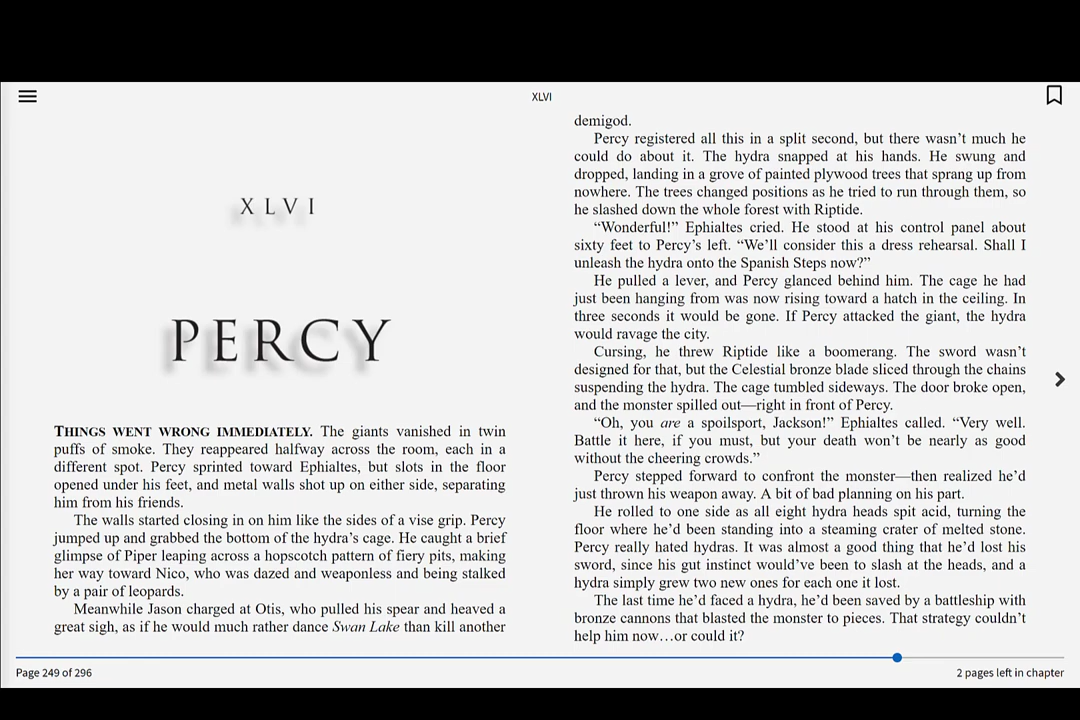 XLVI
XLVI
PERCY
THINGS WENT WRONG IMMEDIATELY. The giants vanished in twin
puffs of smoke. They reappeared halfway across the room, each in a
different spot. Percy sprinted toward Ephialtes, but slots in the floor
opened under his feet, and metal walls shot up on either side, separating
him from his friends.
The walls started closing in on him like the sides of a vise grip. Percy
jumped up and grabbed the bottom of the hydra’s cage. He caught a brief
glimpse of Piper leaping across a hopscotch pattern of fiery pits, making
her way toward Nico, who was dazed and weaponless and being stalked
by a pair of leopards.
Meanwhile Jason charged at Otis, who pulled his spear and heaved a
great sigh, as if he would much rather dance Swan Lake than kill another
demigod.
Percy registered all this in a split second, but there wasn’t much he
could do about it. The hydra snapped at his hands. He swung and
dropped, landing in a grove of painted plywood trees that sprang up from
nowhere. The trees changed positions as he tried to run through them, so
he slashed down the whole forest with Riptide.
“Wonderful!” Ephialtes cried. He stood at his control panel about
sixty feet to Percy’s left. “We’ll consider this a dress rehearsal. Shall I
unleash the hydra onto the Spanish Steps now?”
He pulled a lever, and Percy glanced behind him. The cage he had
just been hanging from was now rising toward a hatch in the ceiling. In
three seconds it would be gone. If Percy attacked the giant, the hydra
would ravage the city.
Cursing, he threw Riptide like a boomerang. The sword wasn’t
designed for that, but the Celestial bronze blade sliced through the chains
suspending the hydra. The cage tumbled sideways. The door broke open,
and the monster spilled out—right in front of Percy.
“Oh, you are a spoilsport, Jackson!” Ephialtes called. “Very well.
Battle it here, if you must, but your death won’t be nearly as good
without the cheering crowds.”
Percy stepped forward to confront the monster—then realized he’d
just thrown his weapon away. A bit of bad planning on his part.
He rolled to one side as all eight hydra heads spit acid, turning the
floor where he’d been standing into a steaming crater of melted stone.
Percy really hated hydras. It was almost a good thing that he’d lost his
sword, since his gut instinct would’ve been to slash at the heads, and a
hydra simply grew two new ones for each one it lost.
The last time he’d faced a hydra, he’d been saved by a battleship with
bronze cannons that blasted the monster to pieces. That strategy couldn’t
help him now…or could it?
Page 249 of 296
2 pages left in chapter